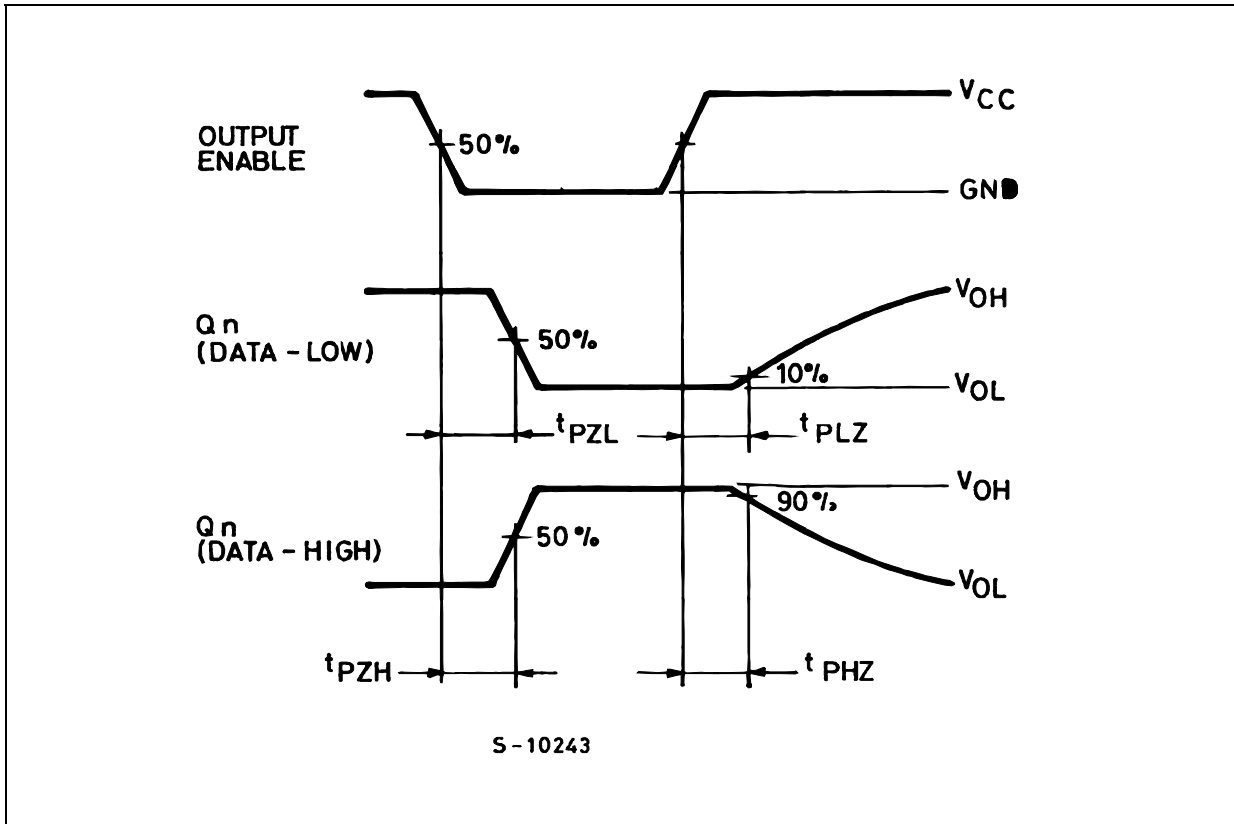 VCC
OUTPUT
ENABLE
50%
GND
VOH
Qn
(DATA - LOW)
50%
10%
VOL
tPZL
tPLZ
VOH
90%
Qn
(DATA - HIGH)
50%
VOL
tPZH
tPHZ
S-10243